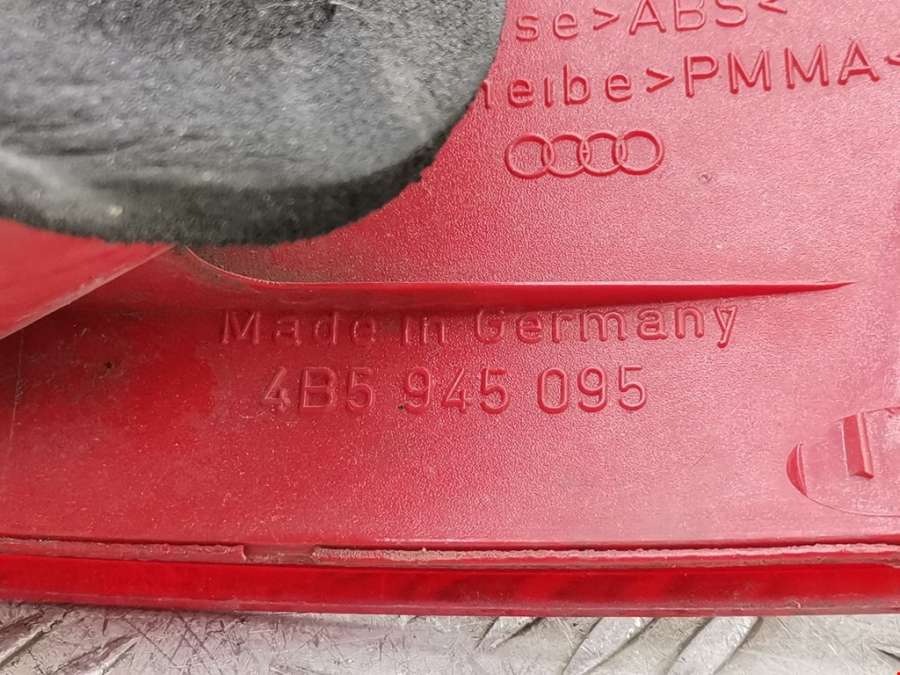 se>ABS<
heibe>PMMA<
Made in Germany
4B5 945 095